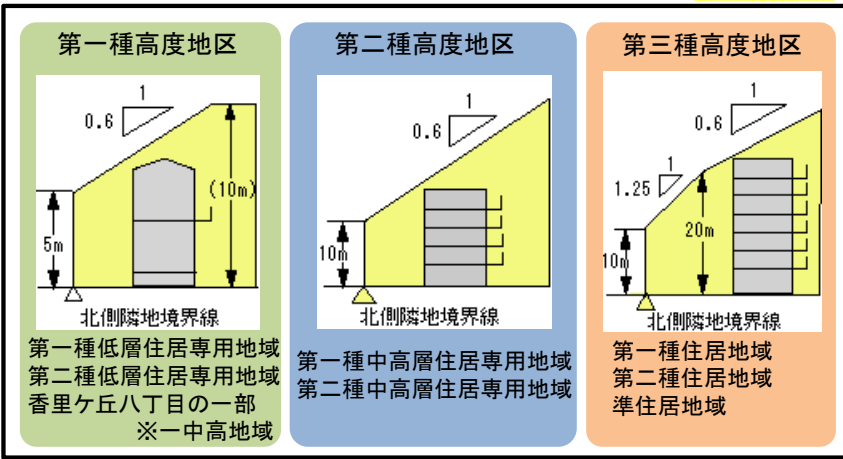 第一種高度地区
1
0.6
(10m)
5m
北側隣地境界線
第一種低層住居専用地域
第二種低層住居専用地域
香里ケ丘八丁目の一部
※一中高地域
第二種高度地区
1
0.6
10m
北側隣地境界線
第一種中高層住居専用地域
第二種中高層住居専用地域
第三種高度地区
1
0.6
1
1.25
20m
10m
北側隣地境界線
第一種住居地域
第二種住居地域
準住居地域